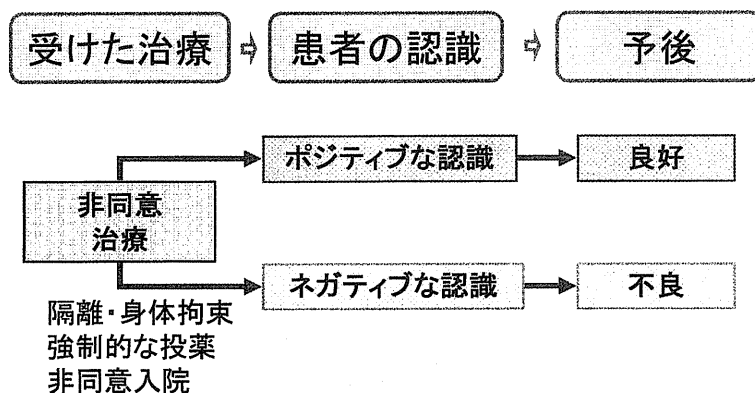 受けた治療 ⇨ 患者の認識 ⇨ 予後
ポジティブな認識
良好
非同意
治療
ネガティブな認識
不良
隔離・身体拘束
強制的な投薬
非同意入院